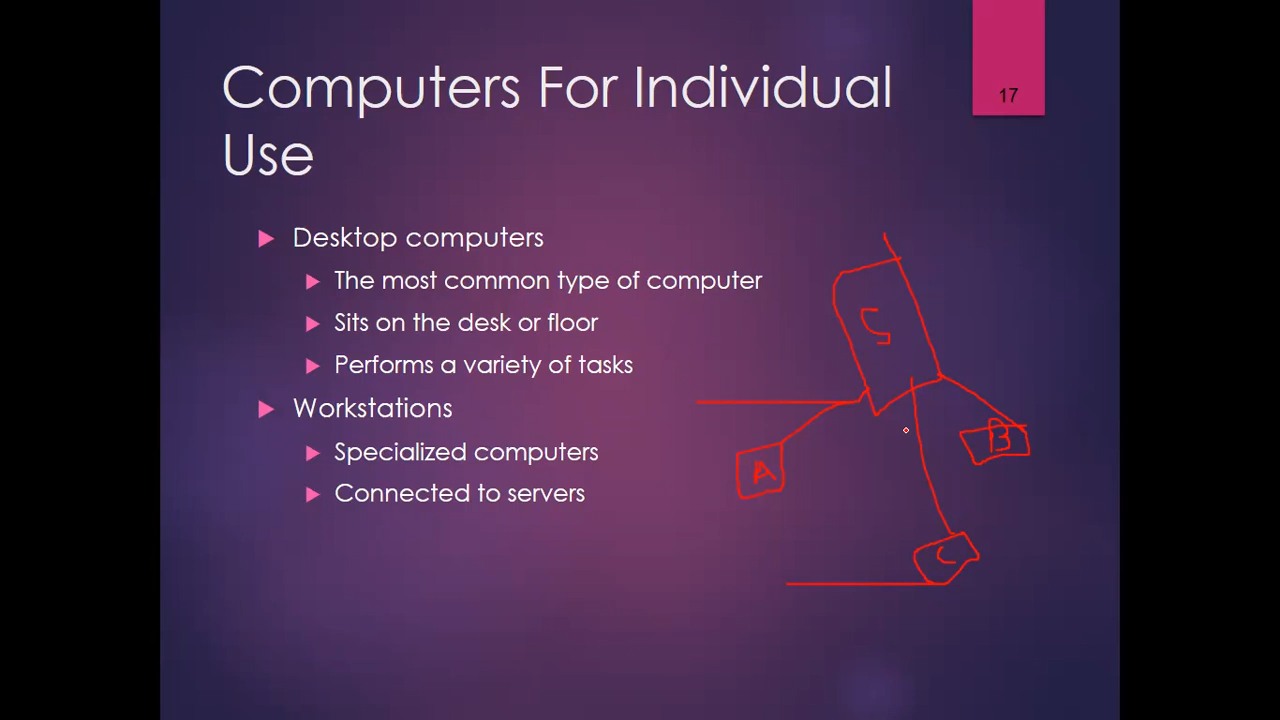 Computers For Individual
Use
17
Desktop computers
The most common type of computer
Sits on the desk or floor
Performs a variety of tasks
Workstations
Specialized computers
Connected to servers
S
A
B
C